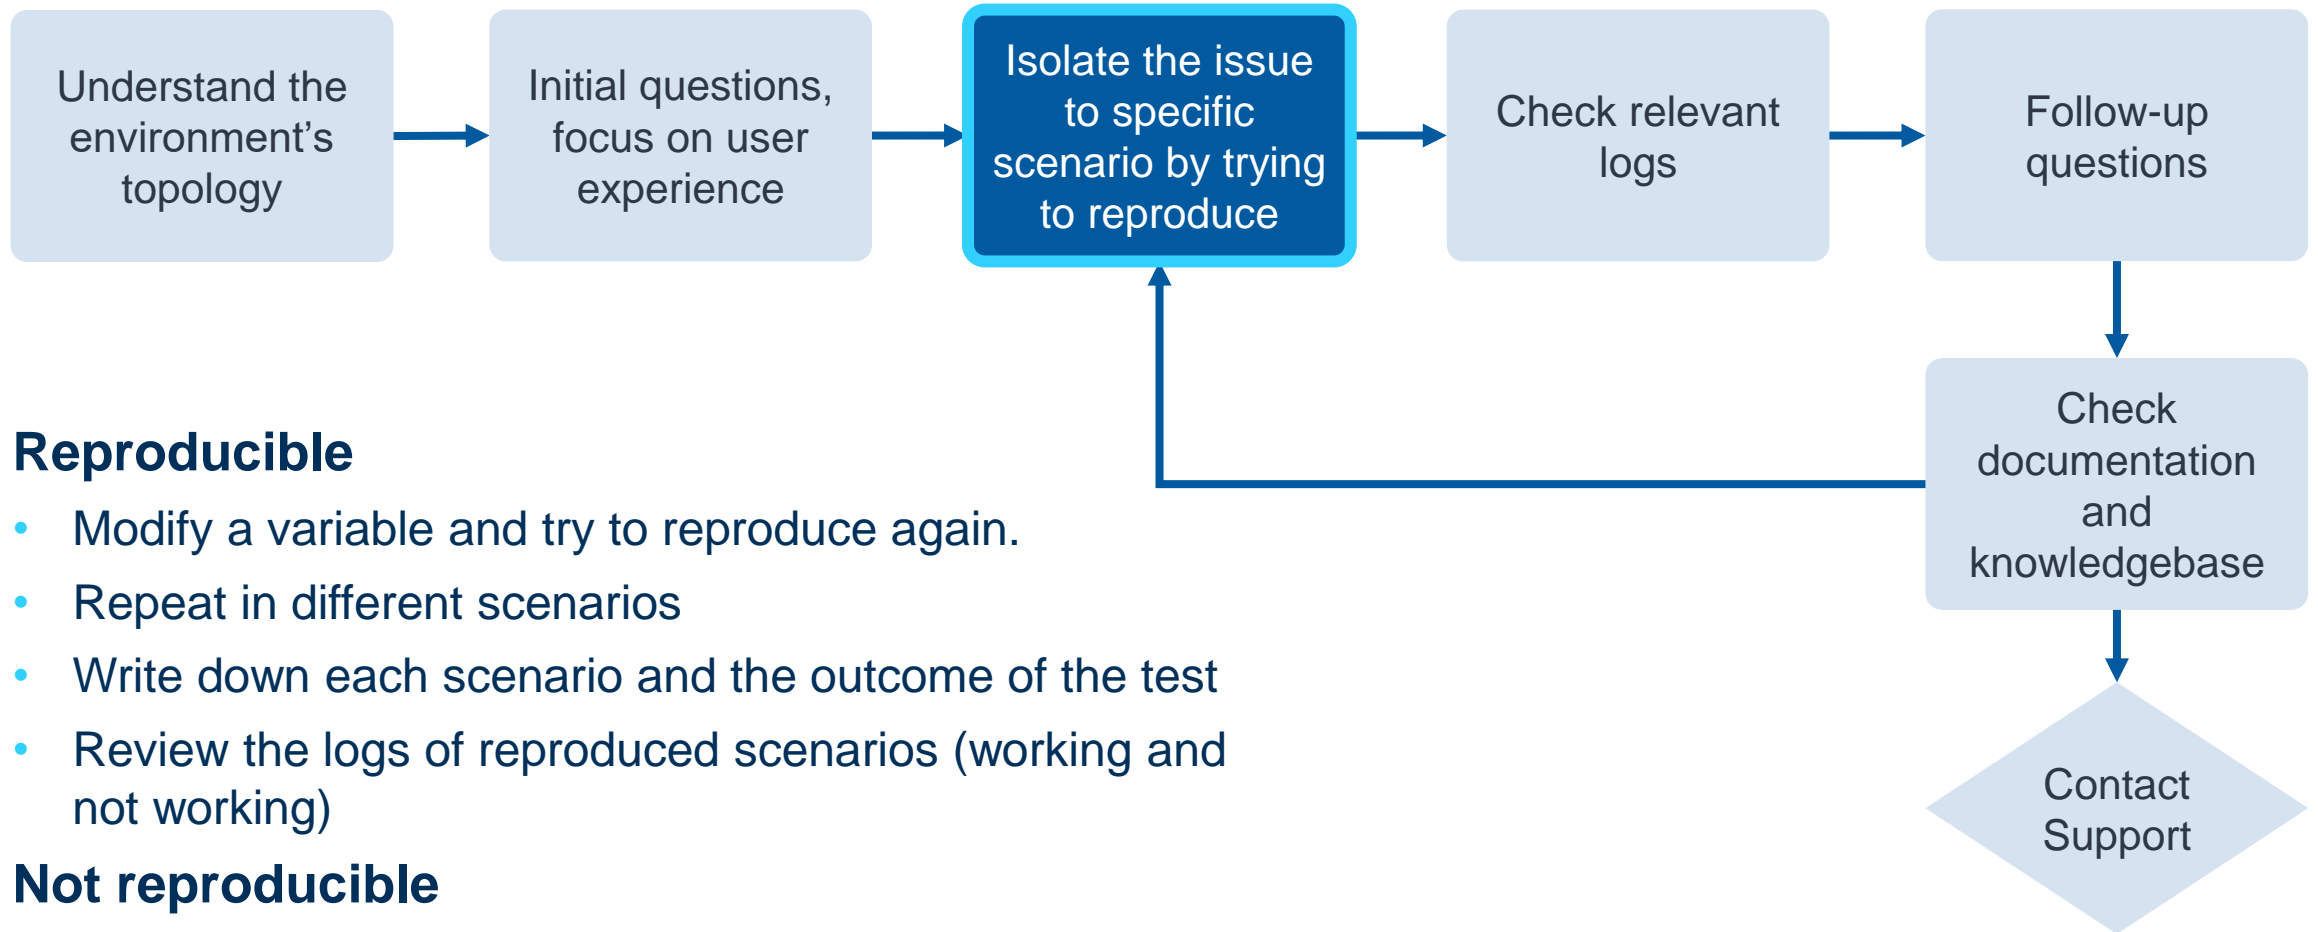 Understand the
environment’s
topology
Initial questions,
focus on user
experience
Isolate the issue
to specific
scenario by trying
to reproduce
Check relevant
logs
Follow-up
questions
Check
documentation
and
knowledgebase
Contact
Support
Reproducible
• Modify a variable and try to reproduce again.
• Repeat in different scenarios
• Write down each scenario and the outcome of the test
• Review the logs of reproduced scenarios (working and
not working)
Not reproducible